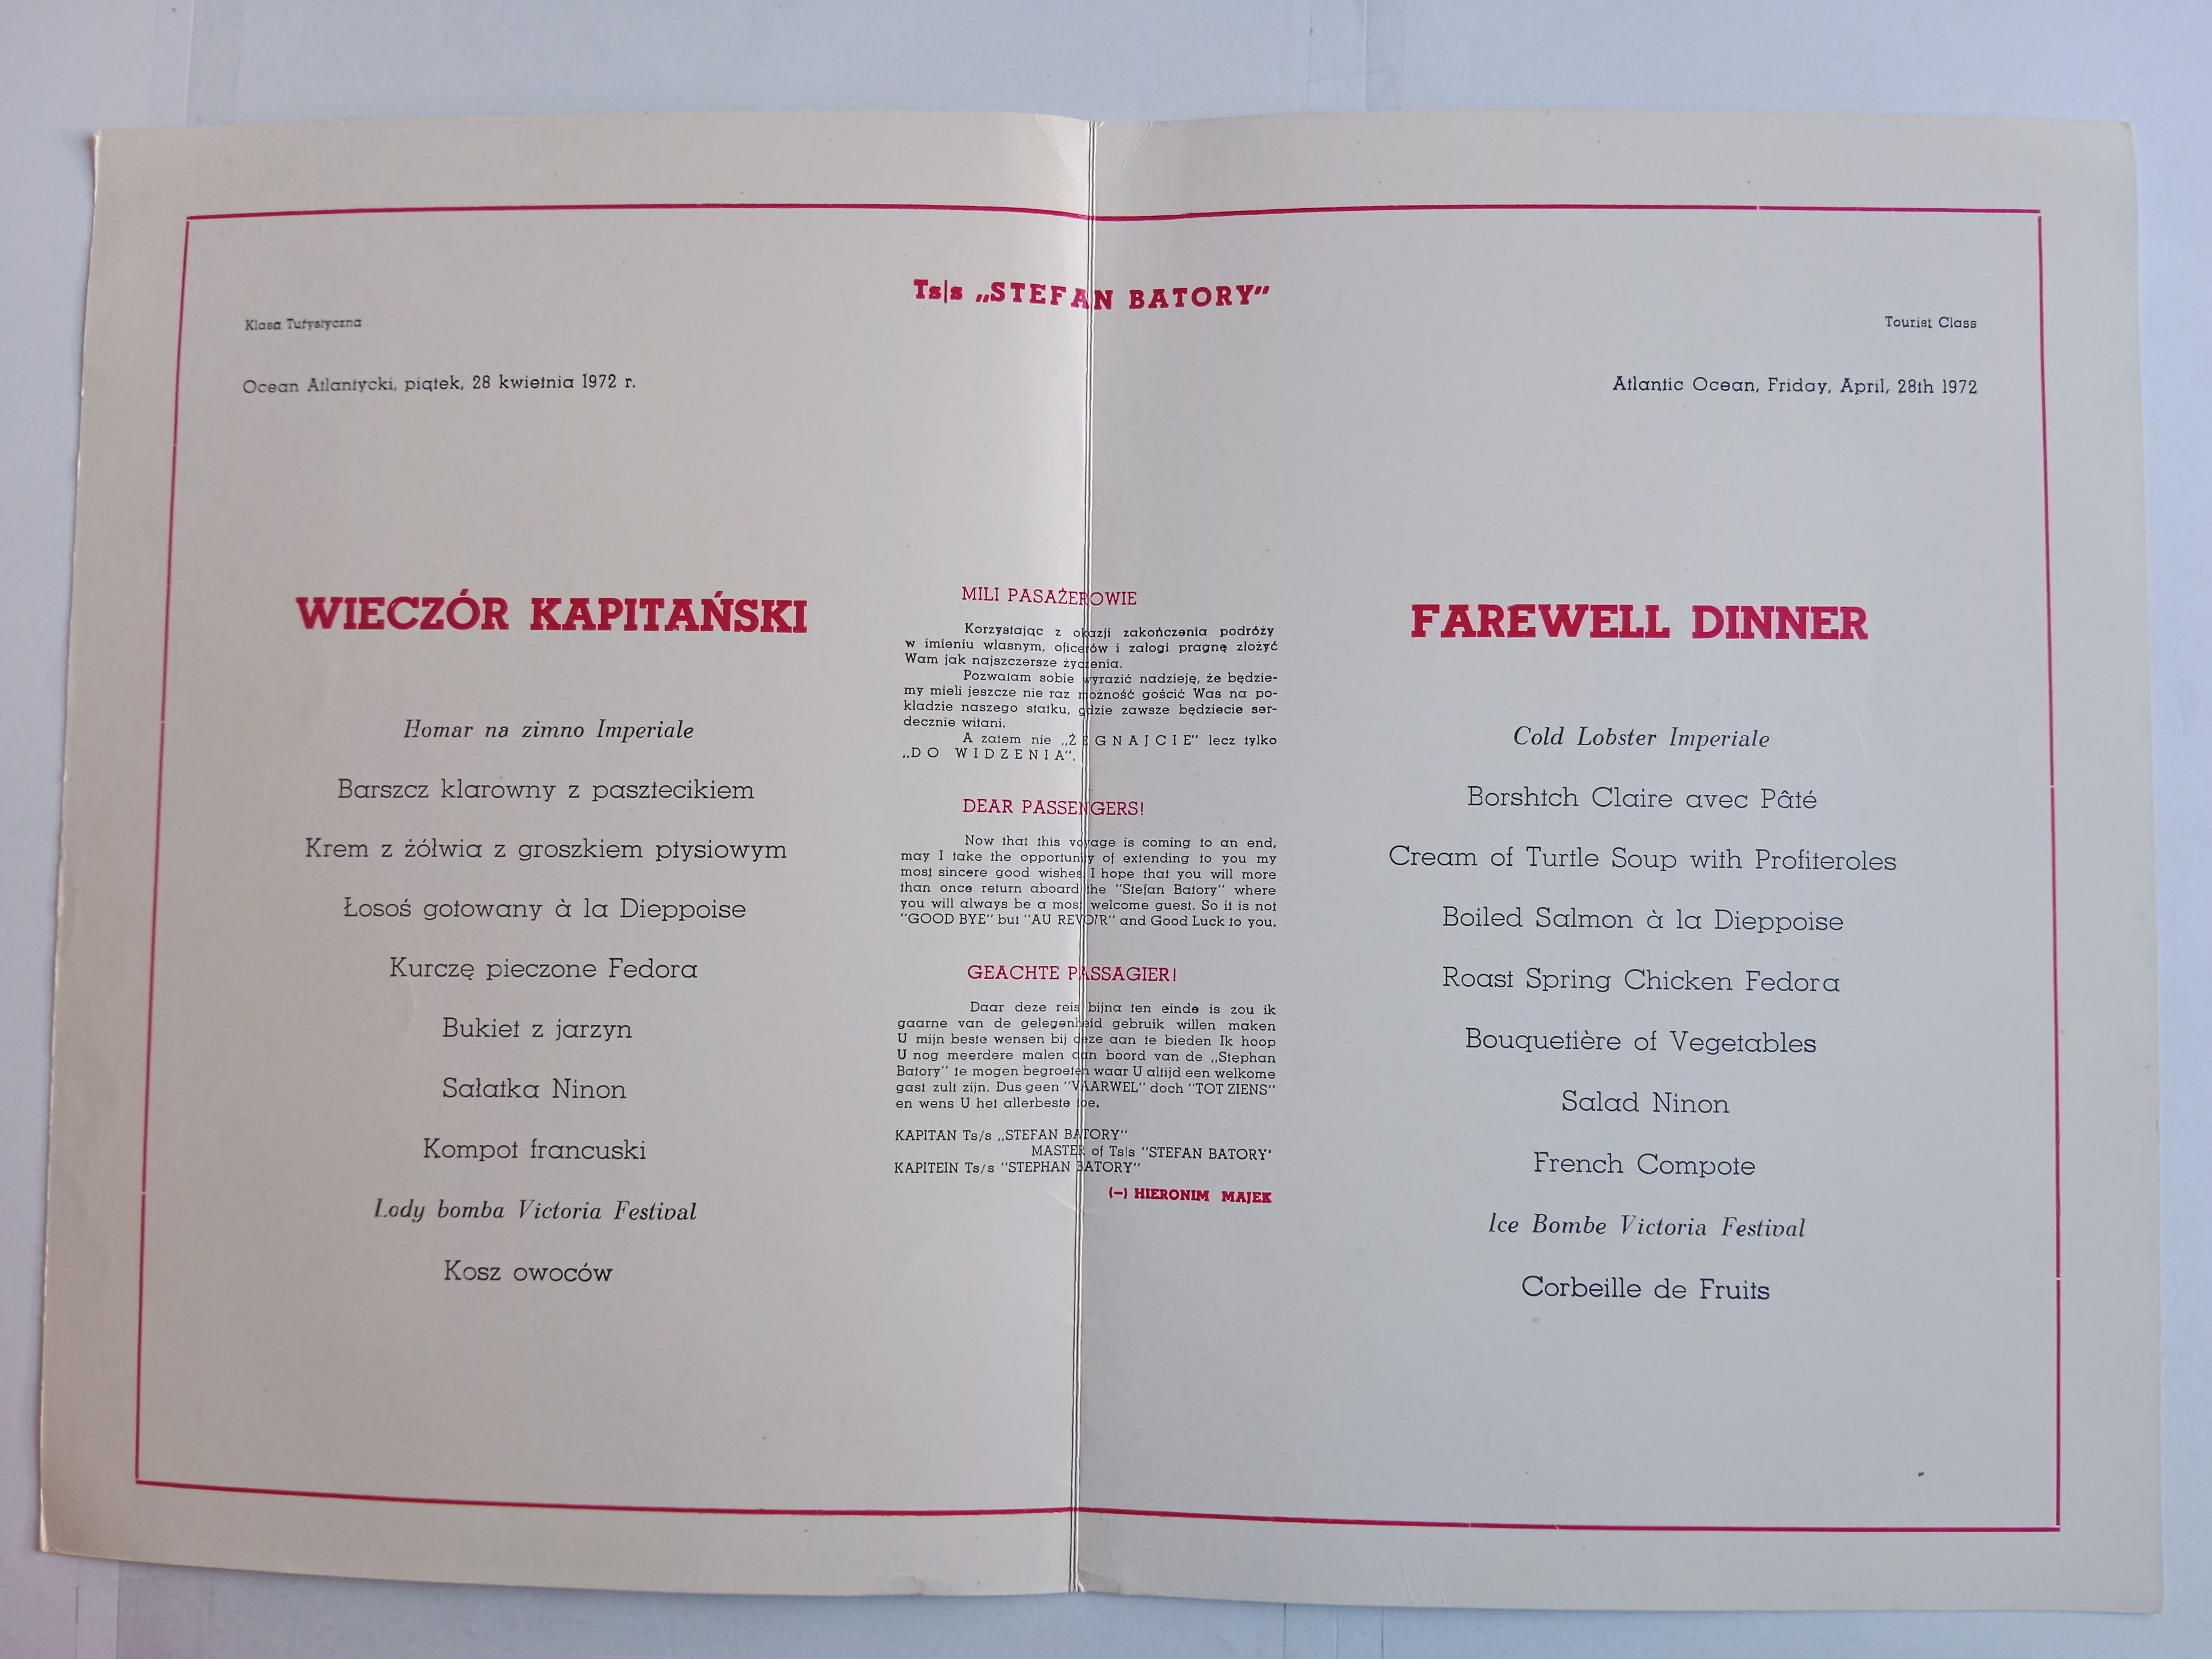 Ts|s „STEFAN BATORY"
Klasa Turystyczna
Ocean Atlantycki, piątek, 28 kwietnia 1972 r.
WIECZÓR KAPITAŃSKI
Homar na zimno Imperiale
Barszcz klarowny z pasztecikiem
Krem z żółwia z groszkiem ptysiowym
Łosoś gotowany à la Dieppoise
Kurczę pieczone Fedora
Bukiet z jarzyn
Sałatka Ninon
Kompot francuski
Lody bomba Victoria Festival
Kosz owoców
MILI PASAŻEROWIE
Korzystając z okazji zakończenia podróży
w imieniu własnym, oficerów i załogi pragnę złożyć
Wam jak najszczersze życzenia.
Pozwalam sobie wyrazić nadzieję, że będzie-
my mieli jeszcze nie raz możność gościć Was na po-
kładzie naszego statku, gdzie zawsze będziecie ser-
decznie witani.
A zatem nie „ŻEGNAJCIE" lecz tylko
„DO WIDZENIA".
DEAR PASSENGERS!
Now that this voyage is coming to an end,
may I take the opportunity of extending to you my
most sincere good wishes I hope that you will more
than once return aboard the "Stefan Batory" where
you will always be a most welcome guest. So it is not
"GOOD BYE" but "AU REVOIR" and Good Luck to you.
GEACHTE PASSAGIER!
Daar deze reis bijna ten einde is zou ik
gaarne van de gelegenheid gebruik willen maken
U mijn beste wensen bij deze aan te bieden Ik hoop
U nog meerdere malen aan boord van de „Stephan
Batory" te mogen begroeten waar U altijd een welkome
gast zult zijn. Dus geen "VAARWEL" doch "TOT ZIENS"
en wens U het allerbeste toe.
KAPITAN Ts/s „STEFAN BATORY"
MASTER of Ts|s "STEFAN BATORY'
KAPITEIN Ts/s "STEPHAN BATORY"
(—) HIERONIM MAJEK
Tourist Class
Atlantic Ocean, Friday, April, 28th 1972
FAREWELL DINNER
Cold Lobster Imperiale
Borshtch Claire avec Pâté
Cream of Turtle Soup with Profiteroles
Boiled Salmon à la Dieppoise
Roast Spring Chicken Fedora
Bouquetière of Vegetables
Salad Ninon
French Compote
Ice Bombe Victoria Festival
Corbeille de Fruits